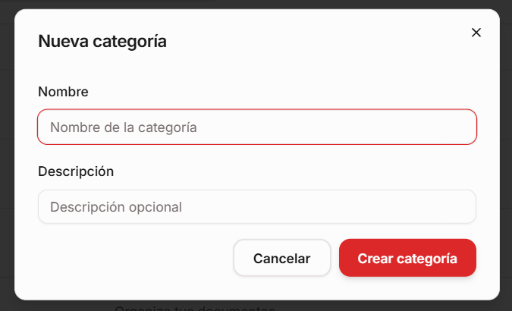 Nueva categoría
Nombre
Nombre de la categoría
Descripción
Descripción opcional
Cancelar
Crear categoría